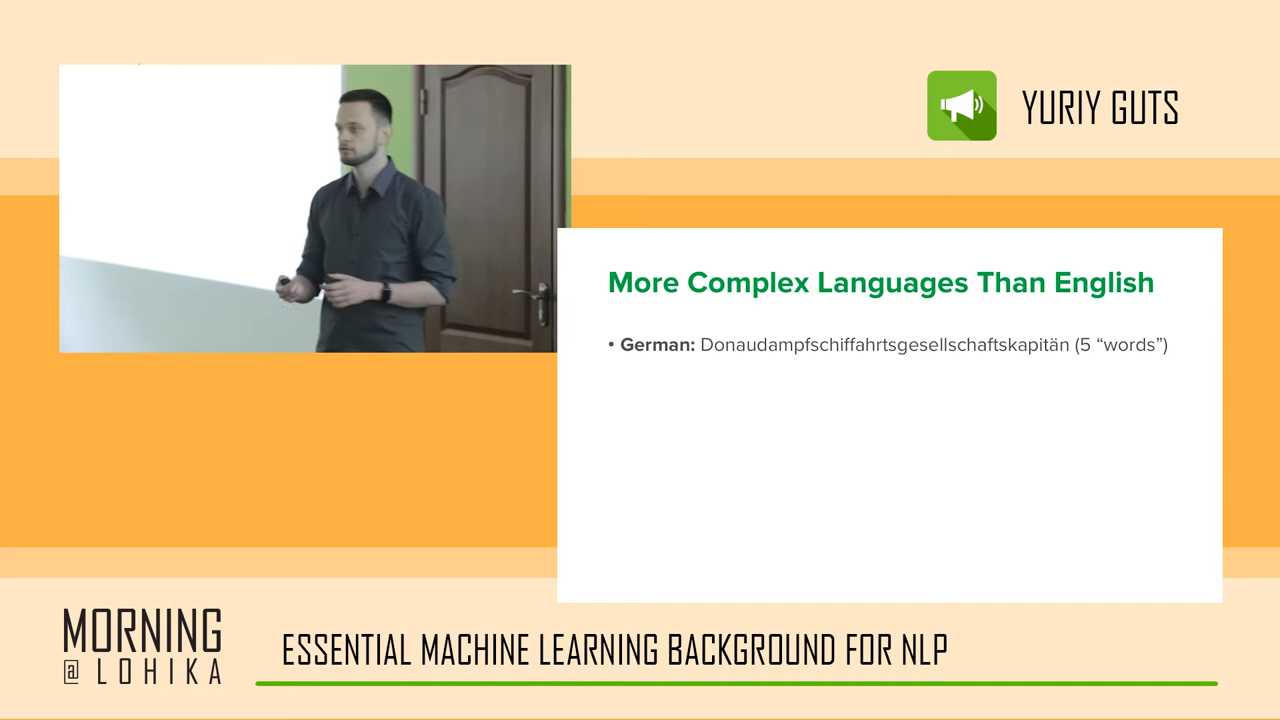 YURIY GUTS
More Complex Languages Than English
• German: Donaudampfschiffahrtsgesellschaftskapitän (5 “words”)
MORNING
@ LOHIKA
ESSENTIAL MACHINE LEARNING BACKGROUND FOR NLP